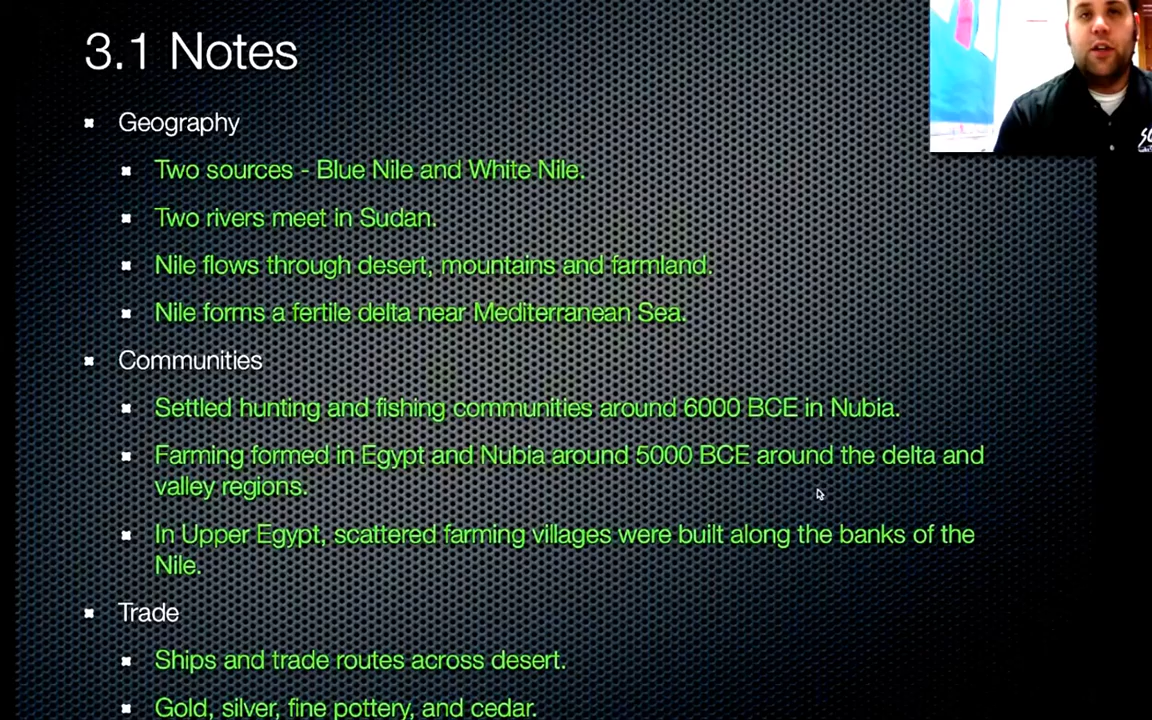 3.1 Notes
Geography
Two sources - Blue Nile and White Nile.
Two rivers meet in Sudan.
Nile flows through desert, mountains and farmland.
Nile forms a fertile delta near Mediterranean Sea.
Communities
Settled hunting and fishing communities around 6000 BCE in Nubia.
Farming formed in Egypt and Nubia around 5000 BCE around the delta and
valley regions.
In Upper Egypt, scattered farming villages were built along the banks of the
Nile.
Trade
Ships and trade routes across desert.
Gold, silver, fine pottery, and cedar.